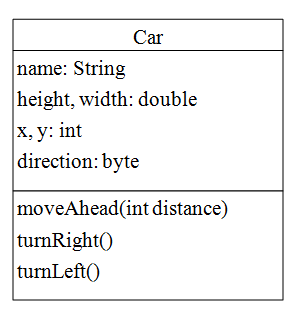 Car
name: String
height, width: double
x, y: int
direction: byte
moveAhead(int distance)
turnRight()
turnLeft()